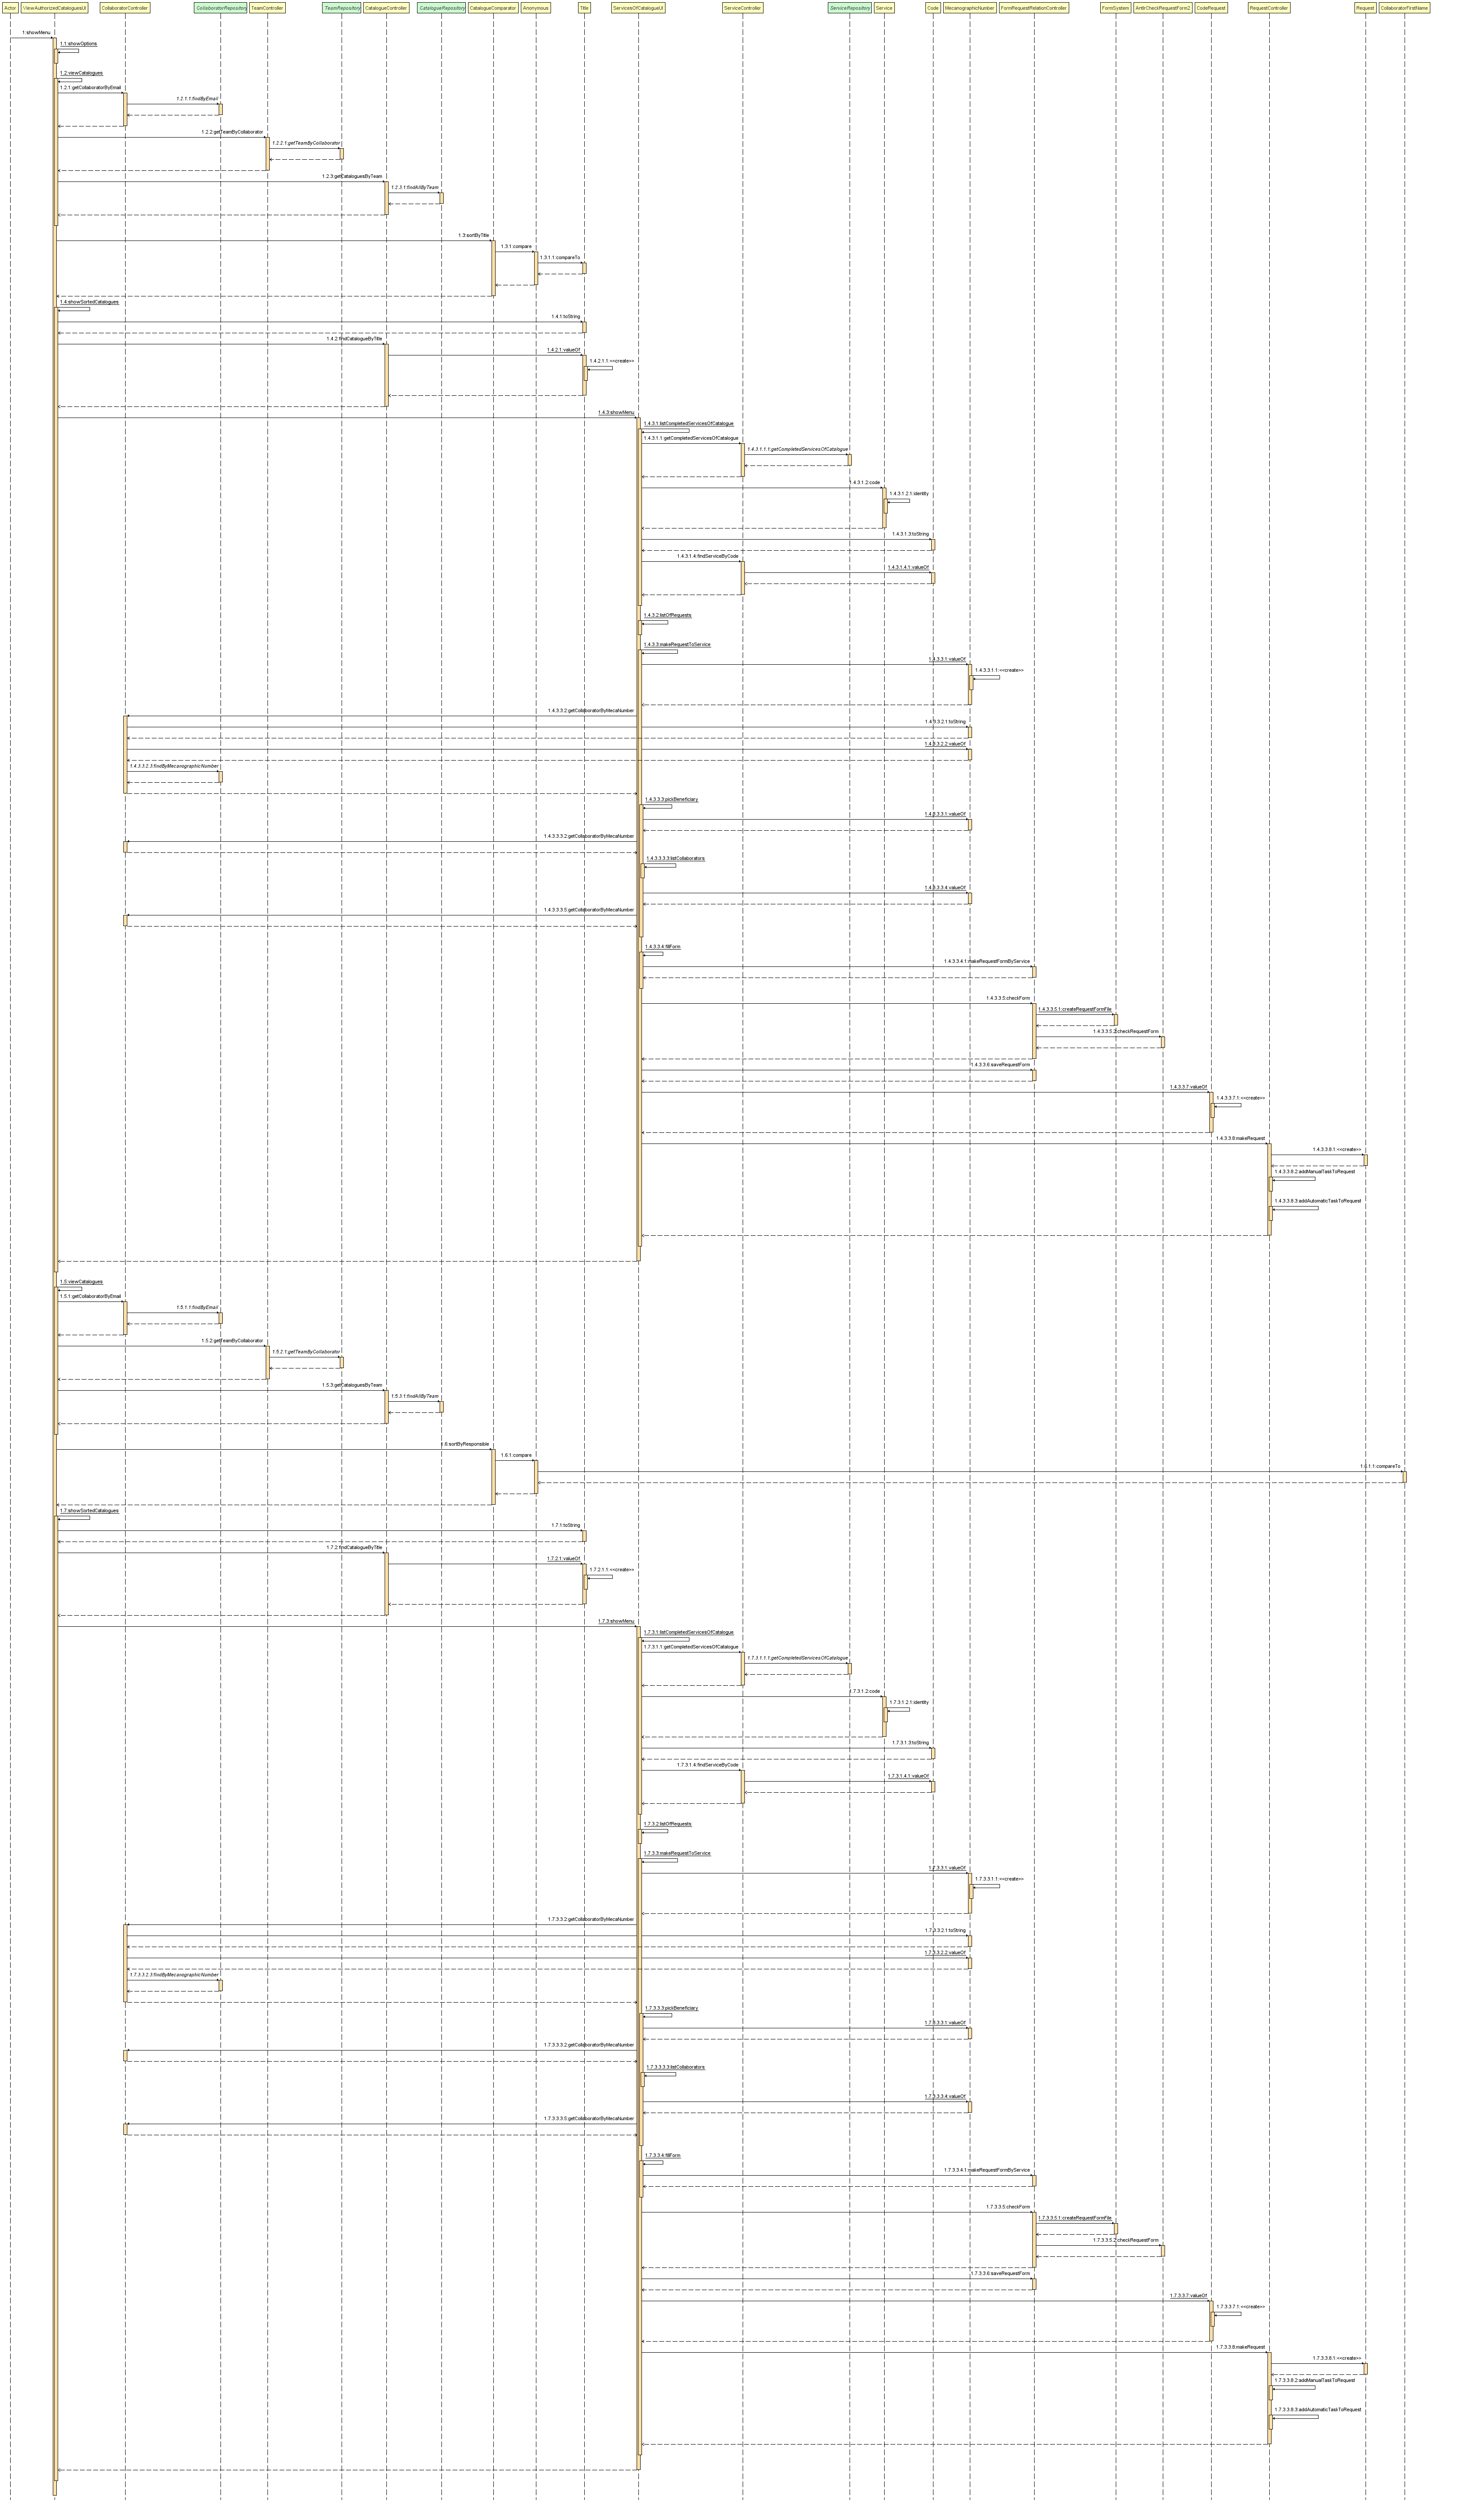 Actor
ViewAuthorizedCataloguesUI
CollaboratorController
CollaboratorRepository
TeamController
TeamRepository
CatalogueController
CatalogueRepository
CatalogueComparator
Anonymous
Title
ServicesOfCatalogueUI
ServiceController
ServiceRepository
Service
Code
MecanographicNumber
FormRequestRelationController
FormSystem
AntlrCheckRequestForm2
CodeRequest
RequestController
Request
CollaboratorFirstName
1:showMenu
1.1:showOptions
1.2:viewCatalogues
1.2.1:getCollaboratorByEmail
1.2.1.1:findByEmail
1.2.2:getTeamByCollaborator
1.2.2.1:getTeamByCollaborator
1.2.3:getCataloguesByTeam
1.2.3.1:findAllByTeam
1.3:sortByTitle
1.3.1:compare
1.3.1.1:compareTo
1.4:showSortedCatalogues
1.4.1:toString
1.4.2:findCatalogueByTitle
1.4.2.1:valueOf
1.4.2.1.1:<<create>>
1.4.3:showMenu
1.4.3.1:listCompletedServicesOfCatalogue
1.4.3.1.1:getCompletedServicesOfCatalogue
1.4.3.1.1.1:getCompletedServicesOfCatalogue
1.4.3.1.2:code
1.4.3.1.2.1:identity
1.4.3.1.3:toString
1.4.3.1.4:findServiceByCode
1.4.3.1.4.1:valueOf
1.4.3.2:listOfRequests
1.4.3.3:makeRequestToService
1.4.3.3.1:valueOf
1.4.3.3.1.1:<<create>>
1.4.3.3.2:getCollaboratorByMecaNumber
1.4.3.3.2.1:toString
1.4.3.3.2.2:valueOf
1.4.3.3.2.3:findByMecanographicNumber
1.4.3.3.3:pickBeneficiary
1.4.3.3.3.1:valueOf
1.4.3.3.3.2:getCollaboratorByMecaNumber
1.4.3.3.3.3:listCollaborators
1.4.3.3.3.4:valueOf
1.4.3.3.3.5:getCollaboratorByMecaNumber
1.4.3.3.4:fillForm
1.4.3.3.4.1:makeRequestFormByService
1.4.3.3.5:checkForm
1.4.3.3.5.1:createRequestFormFile
1.4.3.3.5.2:checkRequestForm
1.4.3.3.6:saveRequestForm
1.4.3.3.7:valueOf
1.4.3.3.7.1:<<create>>
1.4.3.3.8:makeRequest
1.4.3.3.8.1:<<create>>
1.4.3.3.8.2:addManualTaskToRequest
1.4.3.3.8.3:addAutomaticTaskToRequest
1.5:viewCatalogues
1.5.1:getCollaboratorByEmail
1.5.1.1:findByEmail
1.5.2:getTeamByCollaborator
1.5.2.1:getTeamByCollaborator
1.5.3:getCataloguesByTeam
1.5.3.1:findAllByTeam
1.6:sortByResponsible
1.6.1:compare
1.6.1.1:compareTo
1.7:showSortedCatalogues
1.7.1:toString
1.7.2:findCatalogueByTitle
1.7.2.1:valueOf
1.7.2.1.1:<<create>>
1.7.3:showMenu
1.7.3.1:listCompletedServicesOfCatalogue
1.7.3.1.1:getCompletedServicesOfCatalogue
1.7.3.1.1.1:getCompletedServicesOfCatalogue
1.7.3.1.2:code
1.7.3.1.2.1:identity
1.7.3.1.3:toString
1.7.3.1.4:findServiceByCode
1.7.3.1.4.1:valueOf
1.7.3.2:listOfRequests
1.7.3.3:makeRequestToService
1.7.3.3.1:valueOf
1.7.3.3.1.1:<<create>>
1.7.3.3.2:getCollaboratorByMecaNumber
1.7.3.3.2.1:toString
1.7.3.3.2.2:valueOf
1.7.3.3.2.3:findByMecanographicNumber
1.7.3.3.3:pickBeneficiary
1.7.3.3.3.1:valueOf
1.7.3.3.3.2:getCollaboratorByMecaNumber
1.7.3.3.3.3:listCollaborators
1.7.3.3.3.4:valueOf
1.7.3.3.3.5:getCollaboratorByMecaNumber
1.7.3.3.4:fillForm
1.7.3.3.4.1:makeRequestFormByService
1.7.3.3.5:checkForm
1.7.3.3.5.1:createRequestFormFile
1.7.3.3.5.2:checkRequestForm
1.7.3.3.6:saveRequestForm
1.7.3.3.7:valueOf
1.7.3.3.7.1:<<create>>
1.7.3.3.8:makeRequest
1.7.3.3.8.1:<<create>>
1.7.3.3.8.2:addManualTaskToRequest
1.7.3.3.8.3:addAutomaticTaskToRequest